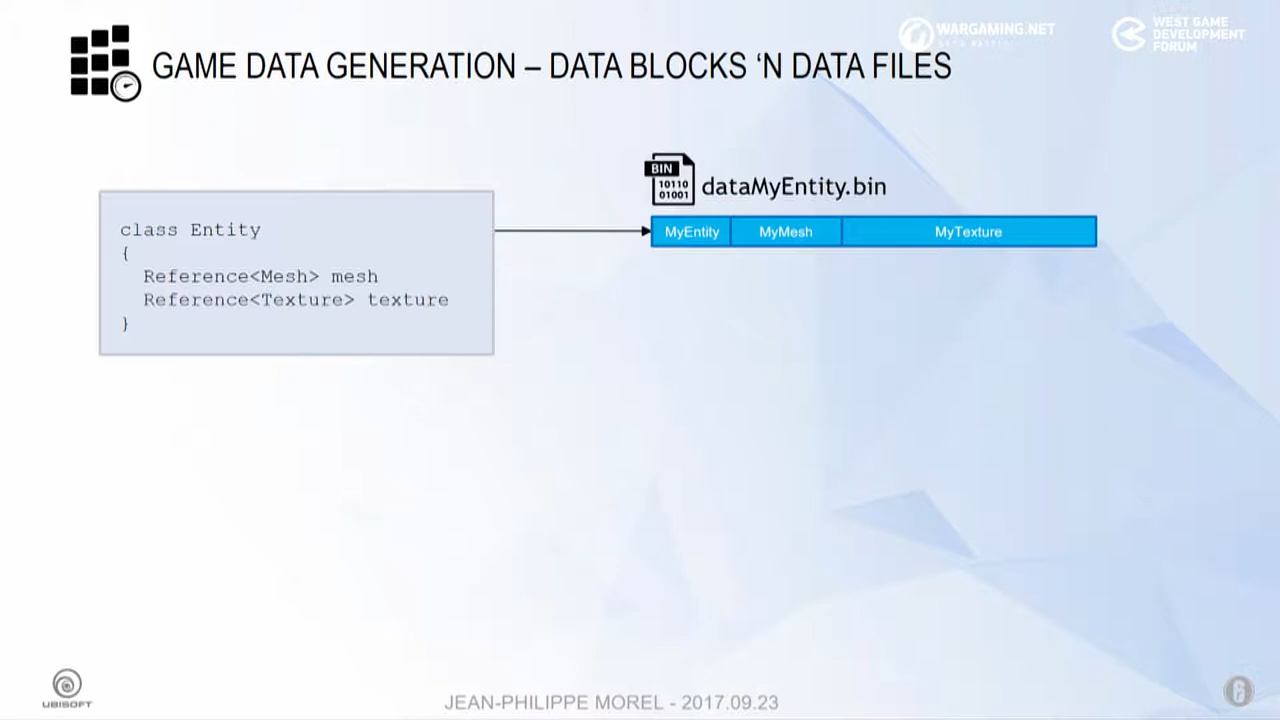 WARGAMING.NET
WEST GAME
DEVELOPMENT
FORUM
GAME DATA GENERATION – DATA BLOCKS ‘N DATA FILES
BIN
10110
01001
dataMyEntity.bin
MyEntity MyMesh MyTexture
class Entity
{
Reference<Mesh> mesh
Reference<Texture> texture
}
UBISOFT
JEAN-PHILIPPE MOREL - 2017.09.23
6